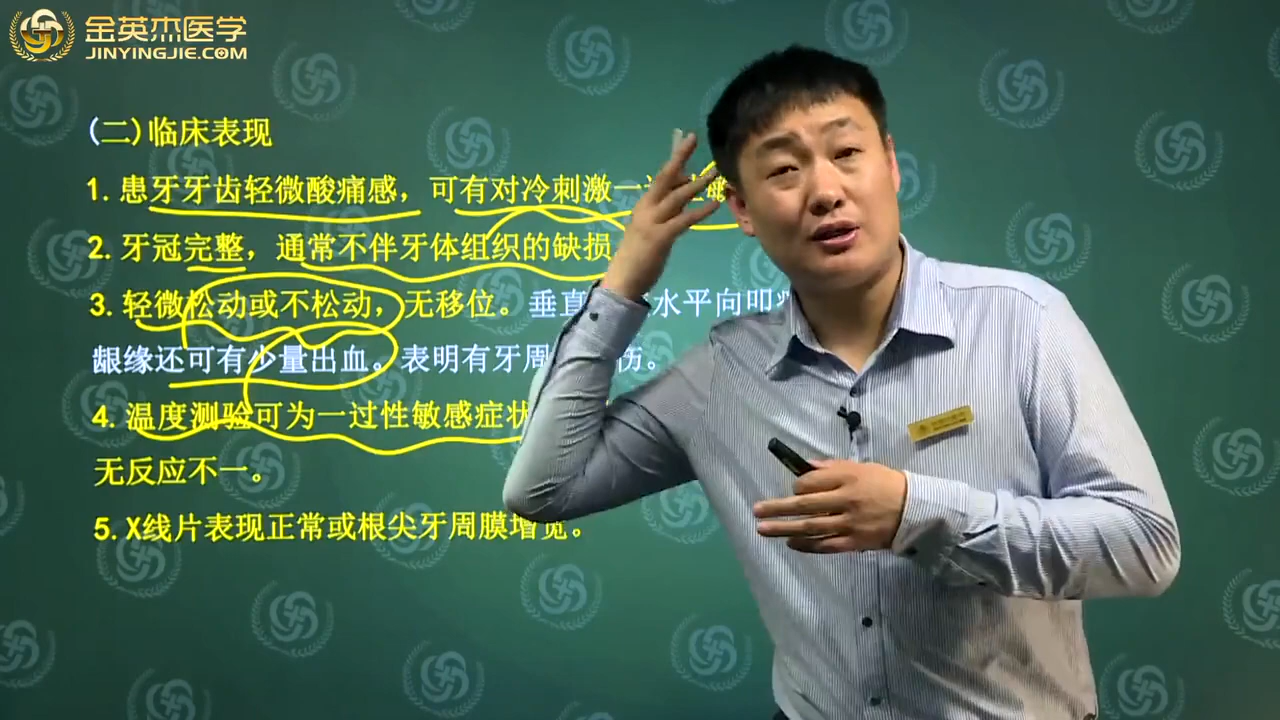 金英杰医学
JINYINGJIE.COM
(二)临床表现
1. 患牙牙齿轻微酸痛感，可有对冷刺激一
2. 牙冠完整，通常不伴牙体组织的缺损
3. 轻微松动或不松动，无移位。垂直 水平向叩
龈缘还可有少量出血。表明有牙周 伤。
4. 温度测验可为一过性敏感症状
无反应不一。
5. X线片表现正常或根尖牙周膜增宽。